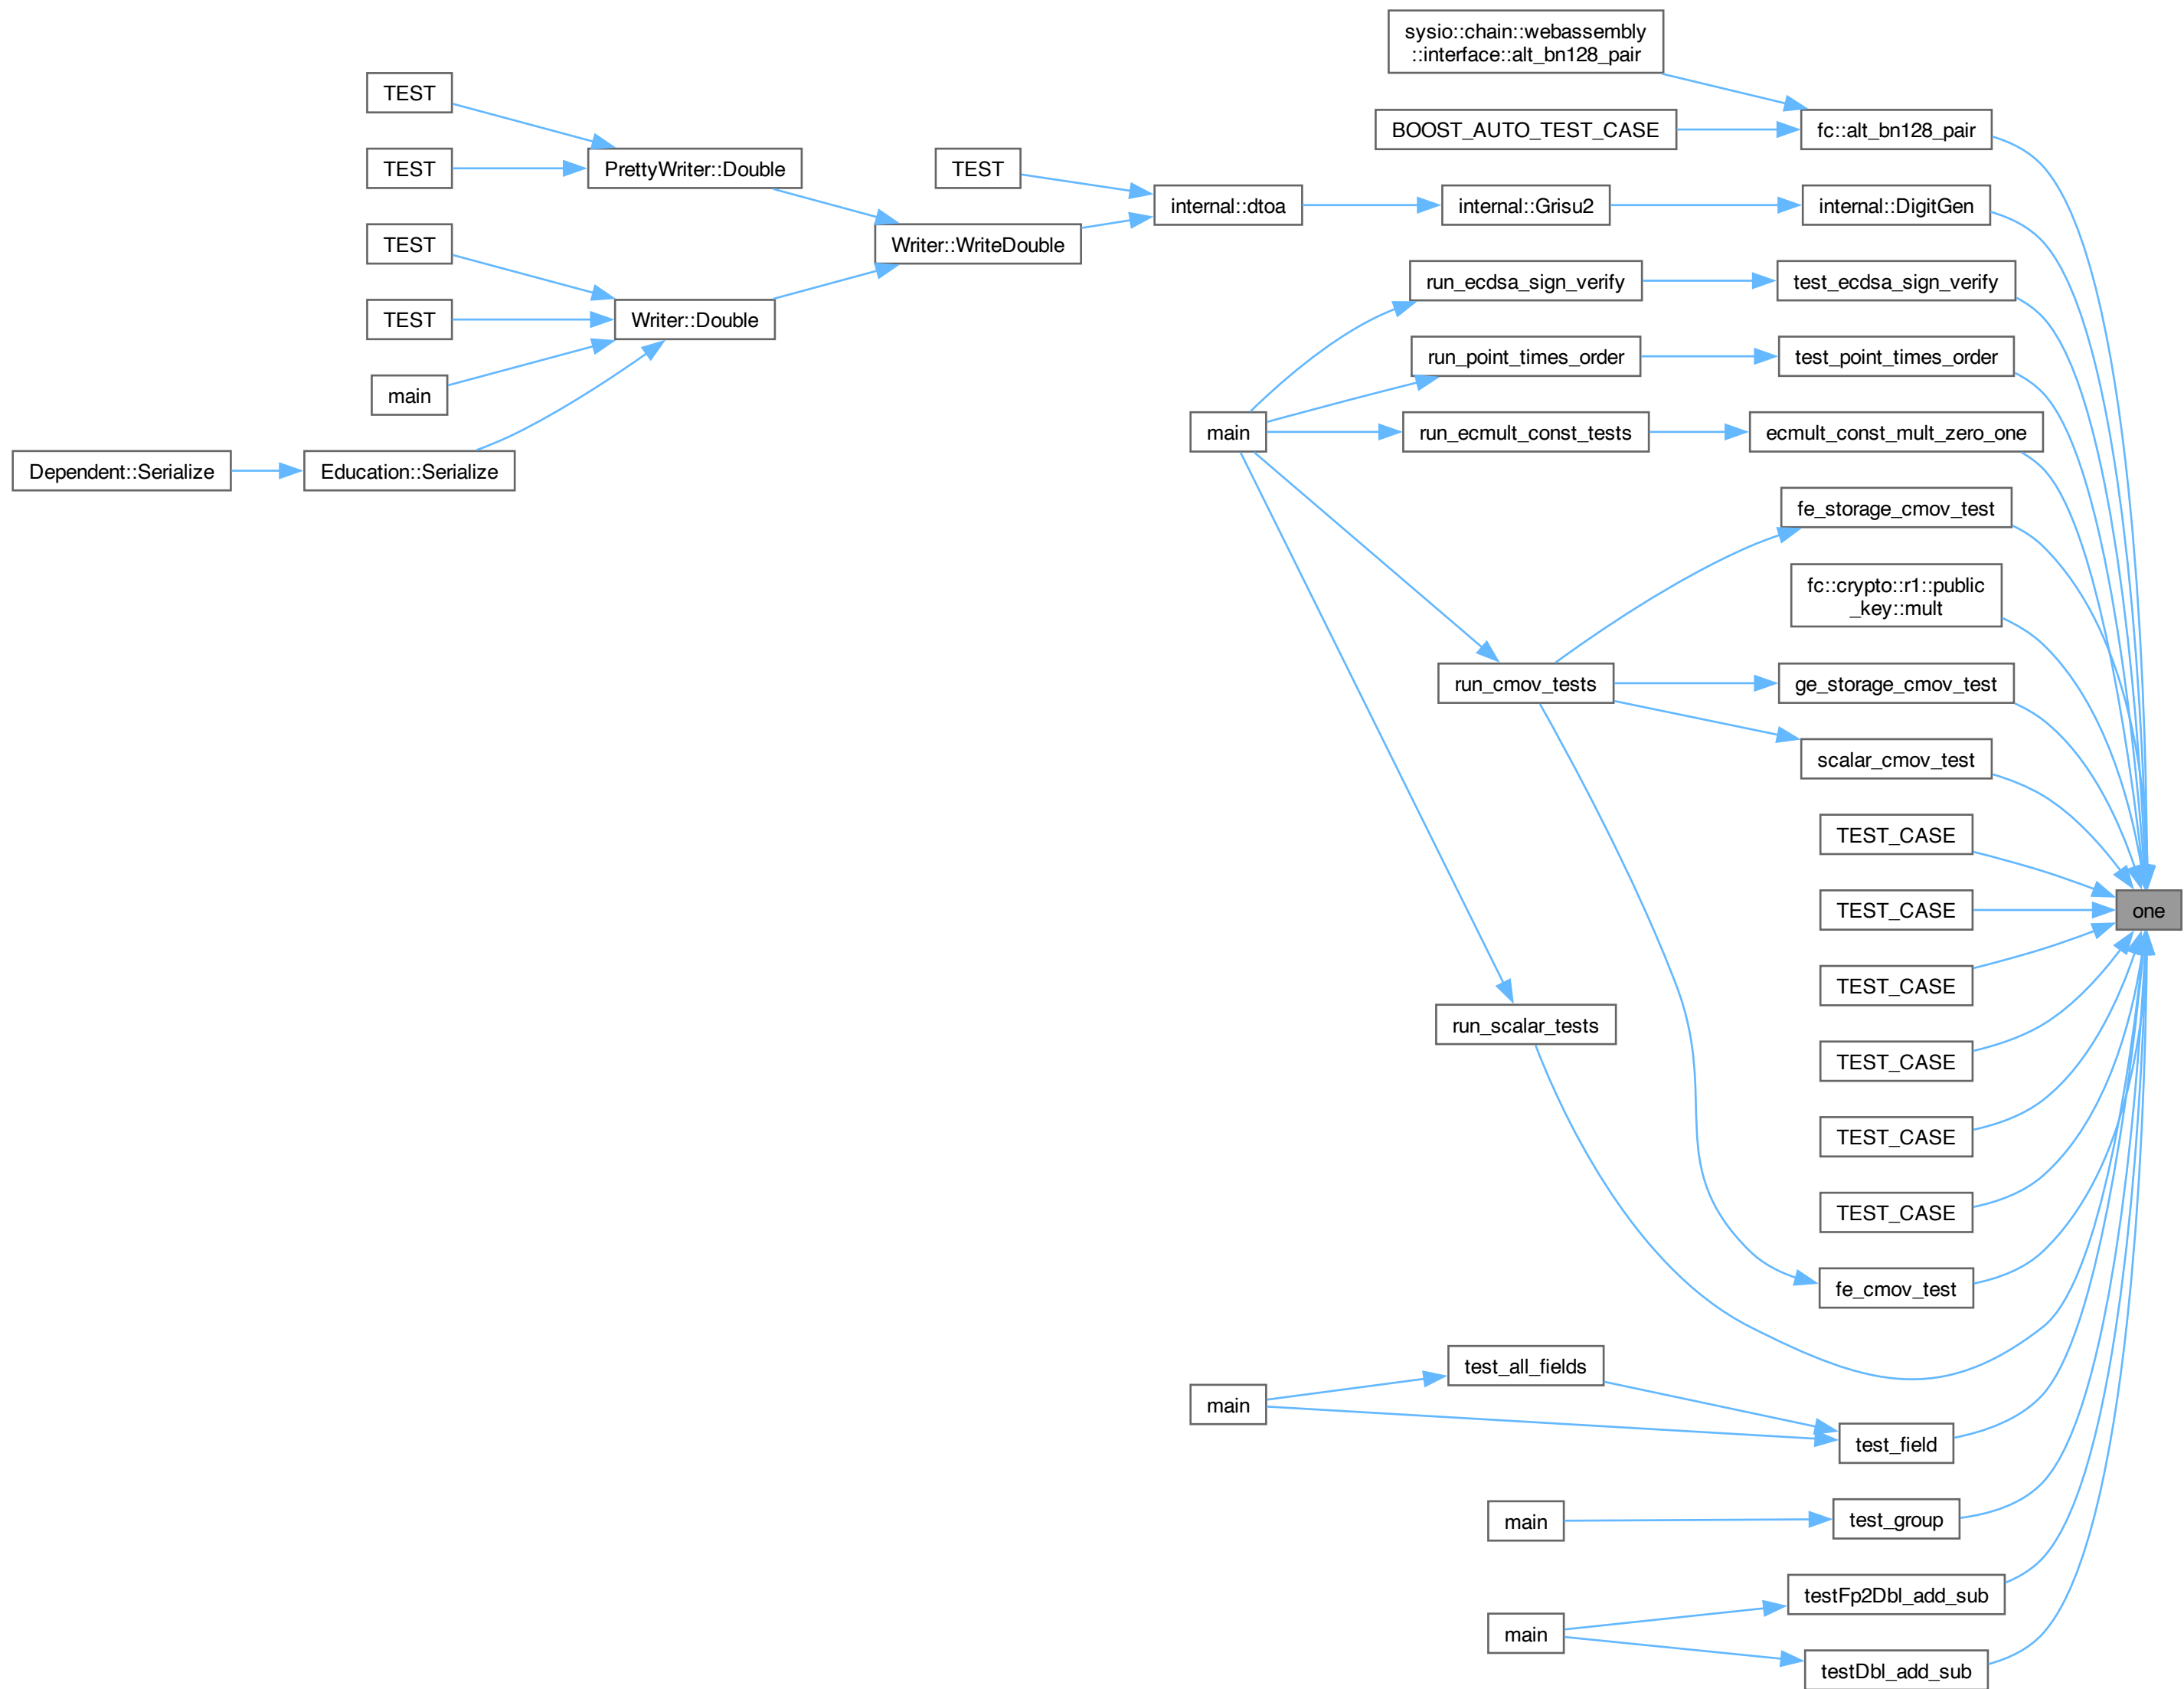 sysio::chain::webassembly
::interface::alt_bn128_pair
TEST
BOOST_AUTO_TEST_CASE
fc::alt_bn128_pair
TEST
PrettyWriter::Double
TEST
internal::dtoa
internal::Grisu2
internal::DigitGen
TEST
Writer::WriteDouble
run_ecdsa_sign_verify
test_ecdsa_sign_verify
TEST
Writer::Double
run_point_times_order
test_point_times_order
main
main
run_ecmult_const_tests
ecmult_const_mult_zero_one
Dependent::Serialize
Education::Serialize
fe_storage_cmov_test
fc::crypto::r1::public
_key::mult
run_cmov_tests
ge_storage_cmov_test
scalar_cmov_test
TEST_CASE
TEST_CASE
one
TEST_CASE
run_scalar_tests
TEST_CASE
TEST_CASE
TEST_CASE
fe_cmov_test
test_all_fields
main
test_field
main
test_group
testFp2Dbl_add_sub
main
testDbl_add_sub